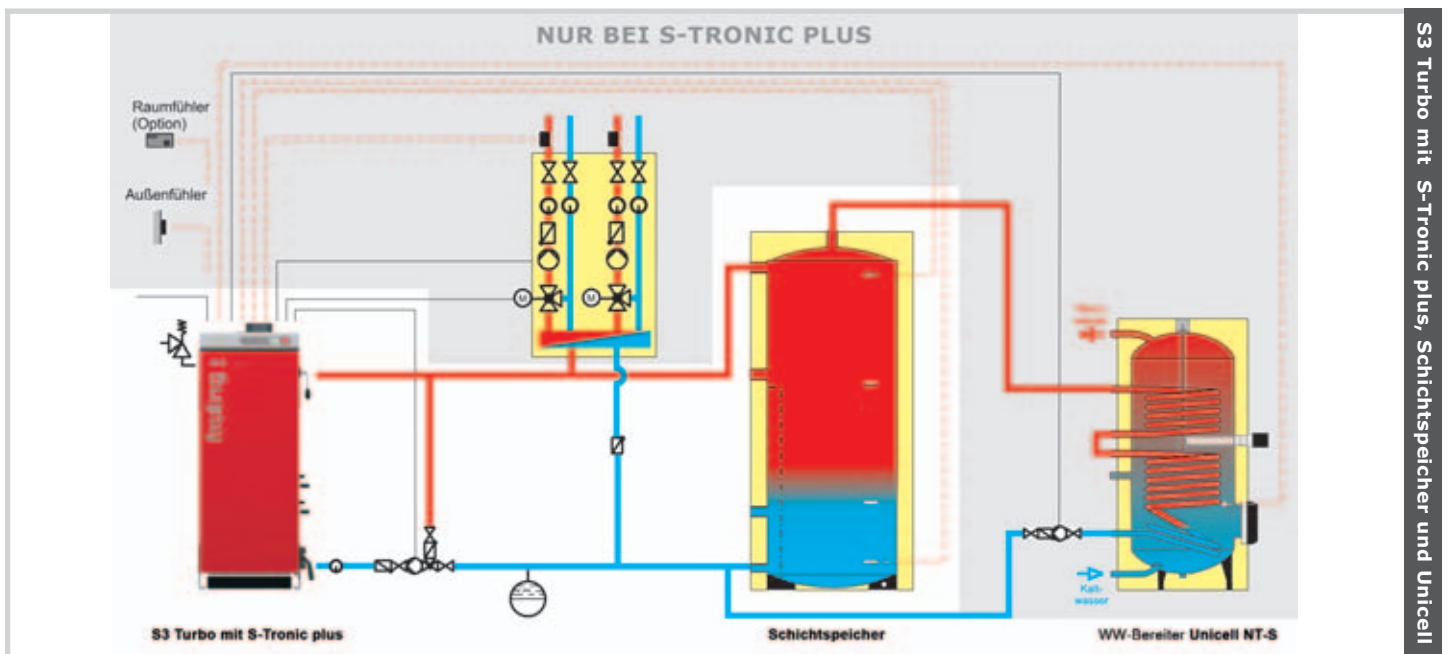 NUR BEI S-TRONIC PLUS
Raumfühler
(Option)
Außenfühler
M
M
fröling
Kalt-
wasser
S3 Turbo mit S-Tronic plus
Schichtspeicher
WW-Bereiter Unicell NT-S
S3 Turbo mit S-Tronic plus, Schichtspeicher und Unicell